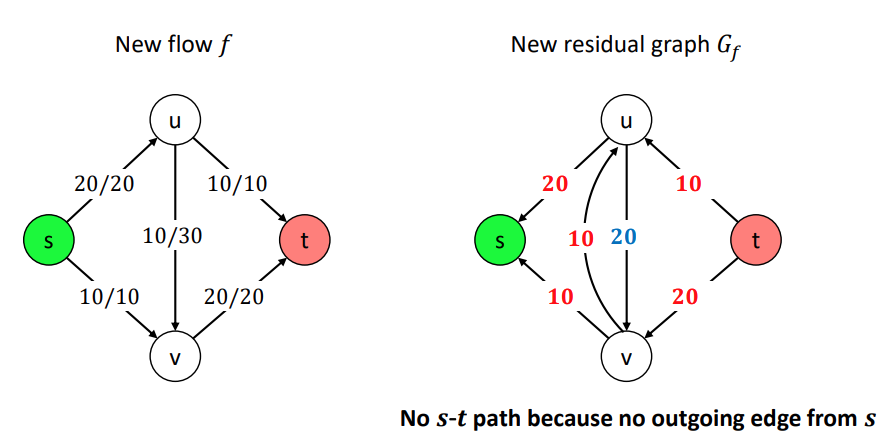 New flow f
New residual graph G_f
u
20/20
10/10
s
10/30
t
10/10
20/20
v
u
20
10
s
10
20
t
10
20
v
No s-t path because no outgoing edge from s